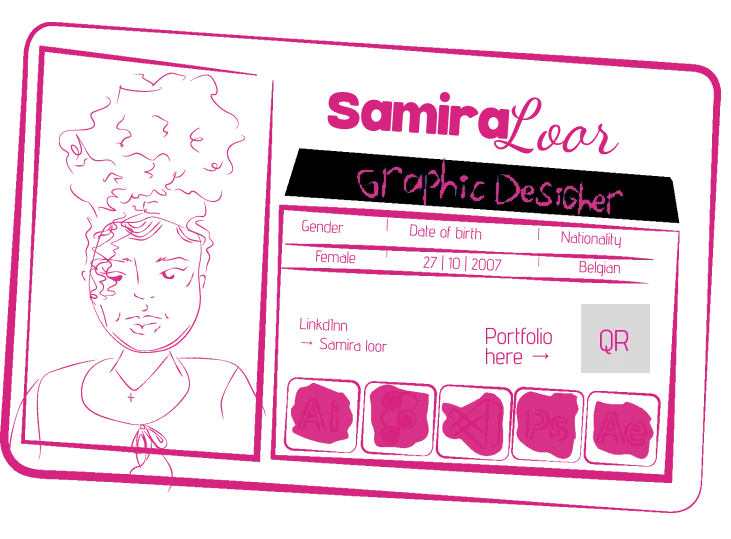 Samira Loor
Graphic Designer
Gender | Date of birth | Nationality
Female | 27 | 10 | 2007 | Belgian
LinkdInn
→ Samira loor
Portfolio
here →
QR
Ai
Ps
Ae